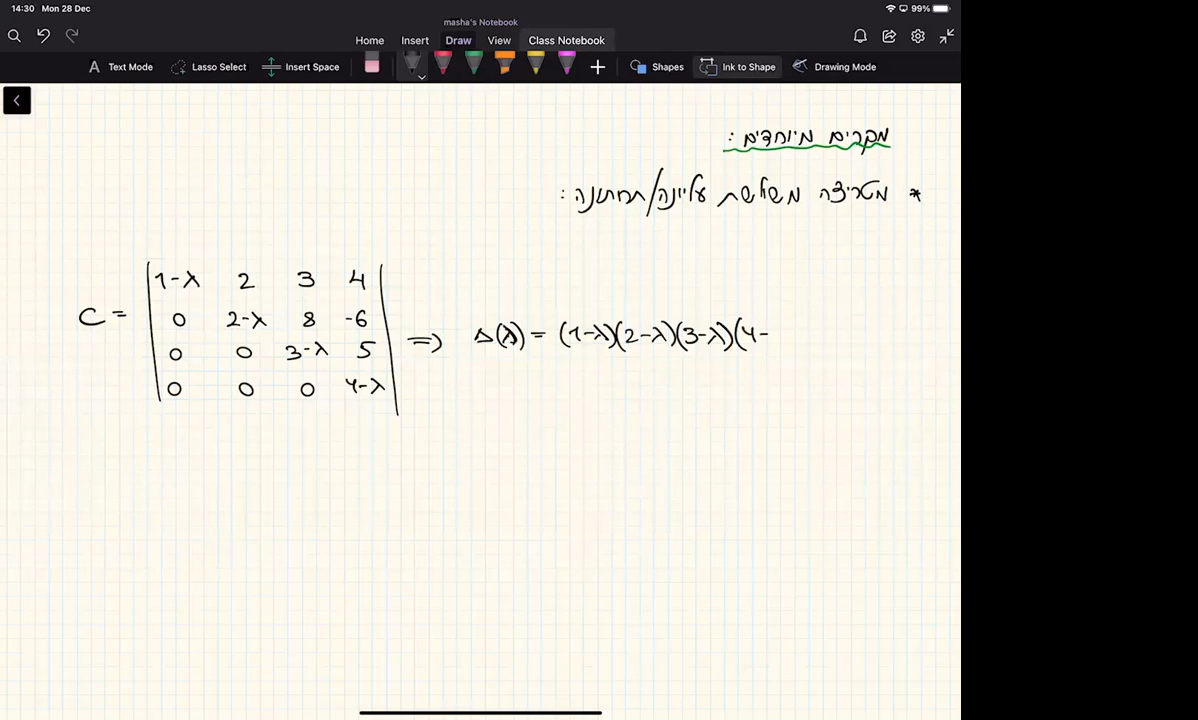 14:30 Mon 28 Dec
99%
masha's Notebook
Home Insert Draw View Class Notebook
Text Mode Lasso Select Insert Space Shapes Ink to Shape Drawing Mode
מקרים מיוחדים :
* מטריצה משולשת עליונה/תחתונה :
1-λ 2 3 4
C = 0 2-λ 8 -6 ⇒ Δ(λ) = (1-λ)(2-λ)(3-λ)(4-
0 0 3-λ 5
0 0 0 4-λ